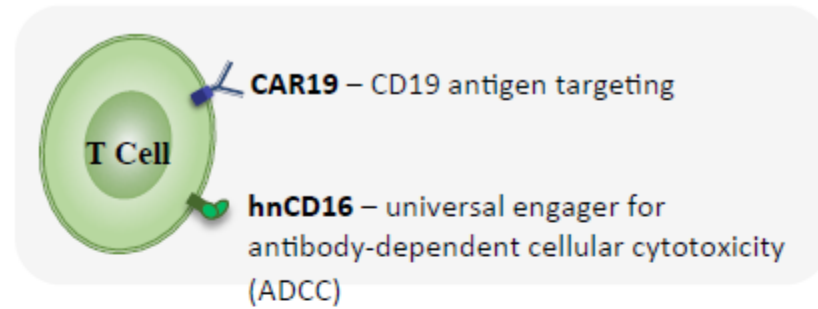 CAR19 – CD19 antigen targeting
T Cell
hnCD16 – universal engager for
antibody-dependent cellular cytotoxicity
(ADCC)